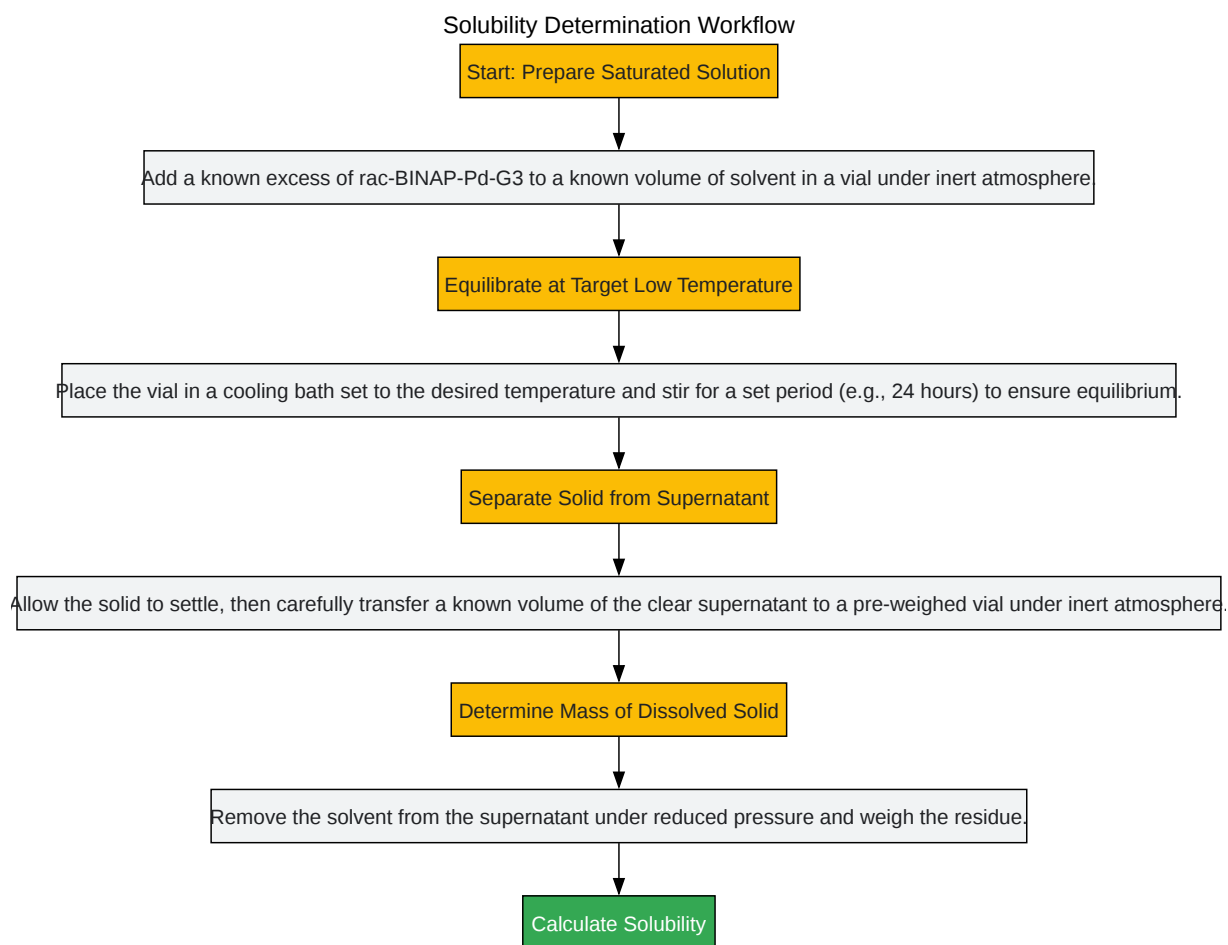 Solubility Determination Workflow
Start: Prepare Saturated Solution
Add a known excess of rac-BINAP-Pd-G3 to a known volume of solvent in a vial under inert atmosphere.
Equilibrate at Target Low Temperature
Place the vial in a cooling bath set to the desired temperature and stir for a set period (e.g., 24 hours) to ensure equilibrium.
Separate Solid from Supernatant
Allow the solid to settle, then carefully transfer a known volume of the clear supernatant to a pre-weighed vial under inert atmosphere.
Determine Mass of Dissolved Solid
Remove the solvent from the supernatant under reduced pressure and weigh the residue.
Calculate Solubility